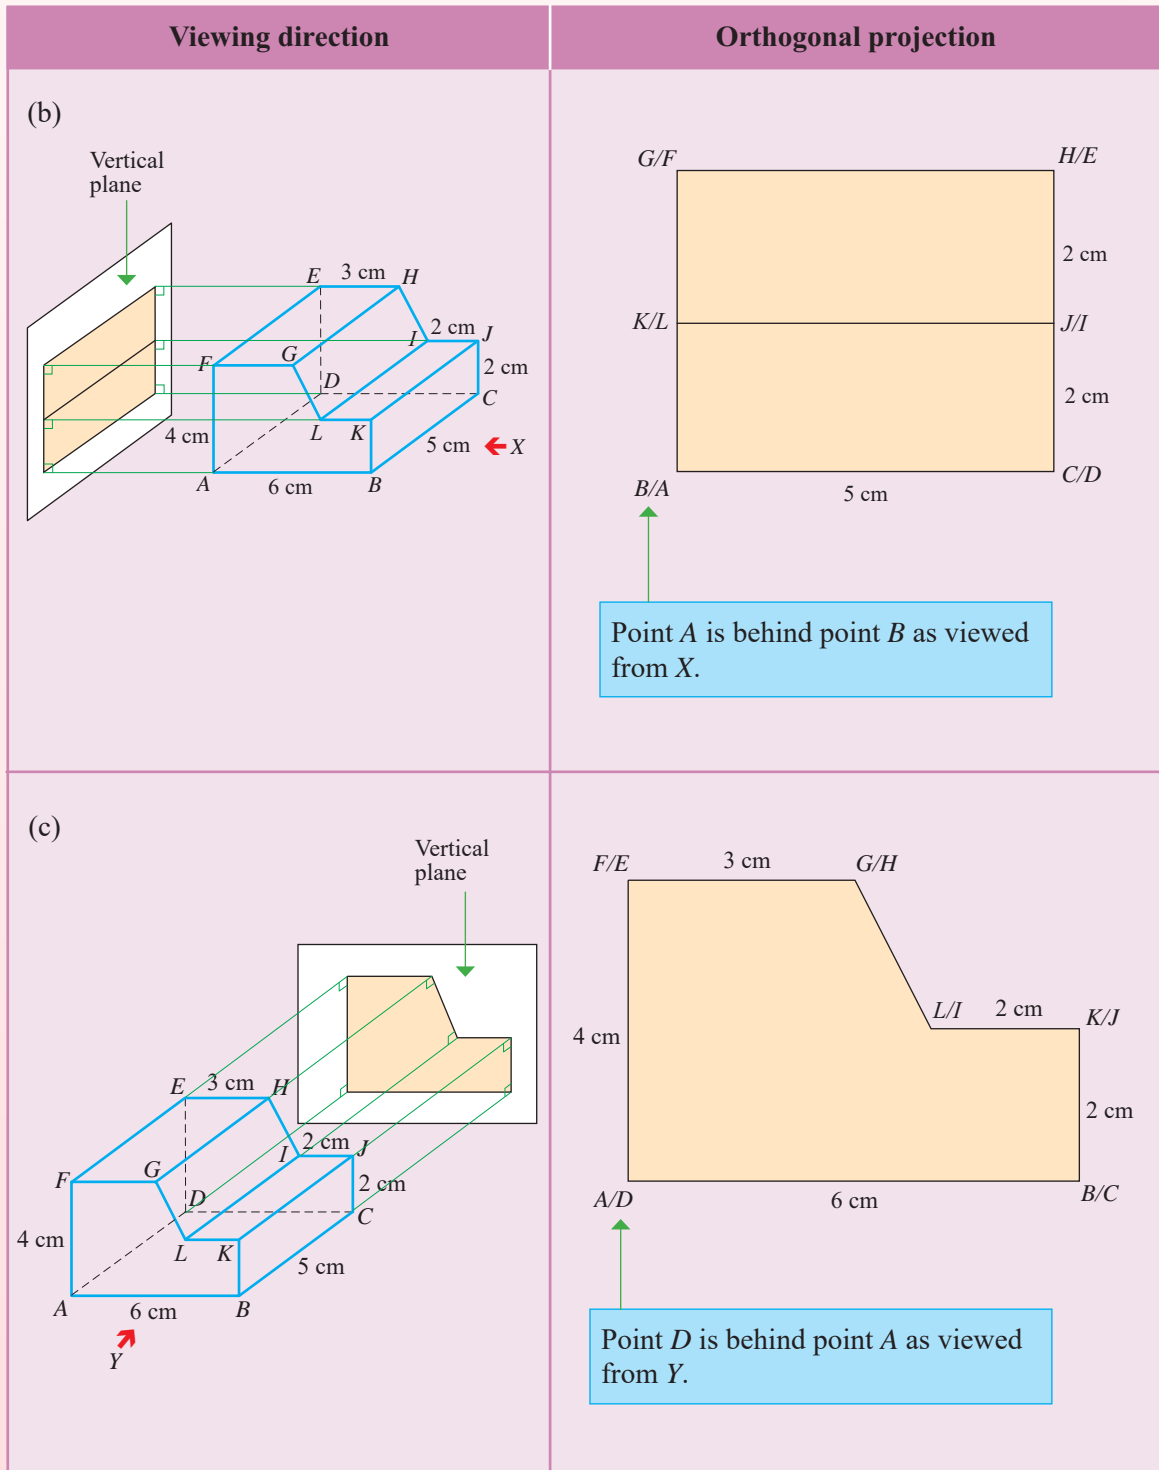 Viewing direction
Orthogonal projection
(b)
Vertical
plane
E
3 cm
H
I
2 cm
J
F
G
D
2 cm
C
4 cm
L
K
5 cm
X
A
6 cm
B
G/F
H/E
2 cm
K/L
J/I
2 cm
B/A
5 cm
C/D
Point A is behind point B as viewed
from X.
(c)
Vertical
plane
E
3 cm
H
I
2 cm
J
F
G
D
2 cm
C
4 cm
L
K
5 cm
A
6 cm
B
Y
F/E
3 cm
G/H
L/I
2 cm
K/J
4 cm
2 cm
A/D
6 cm
B/C
Point D is behind point A as viewed
from Y.